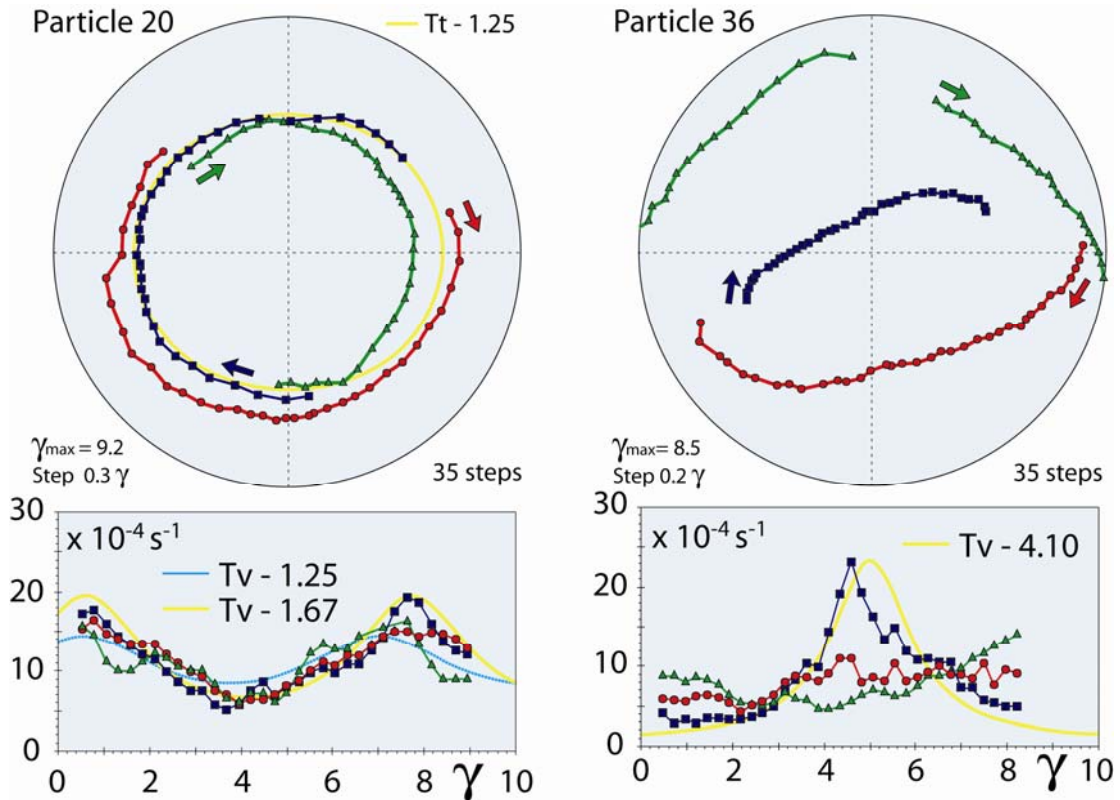 Particle 20
Tt - 1.25
γmax = 9.2
Step 0.3 γ
35 steps
Particle 36
γmax = 8.5
Step 0.2 γ
35 steps
30
20
10
0
x 10-4 s-1
Tv - 1.25
Tv - 1.67
0 2 4 6 8 γ 10
30
20
10
0
x 10-4 s-1
Tv - 4.10
0 2 4 6 8 γ 10